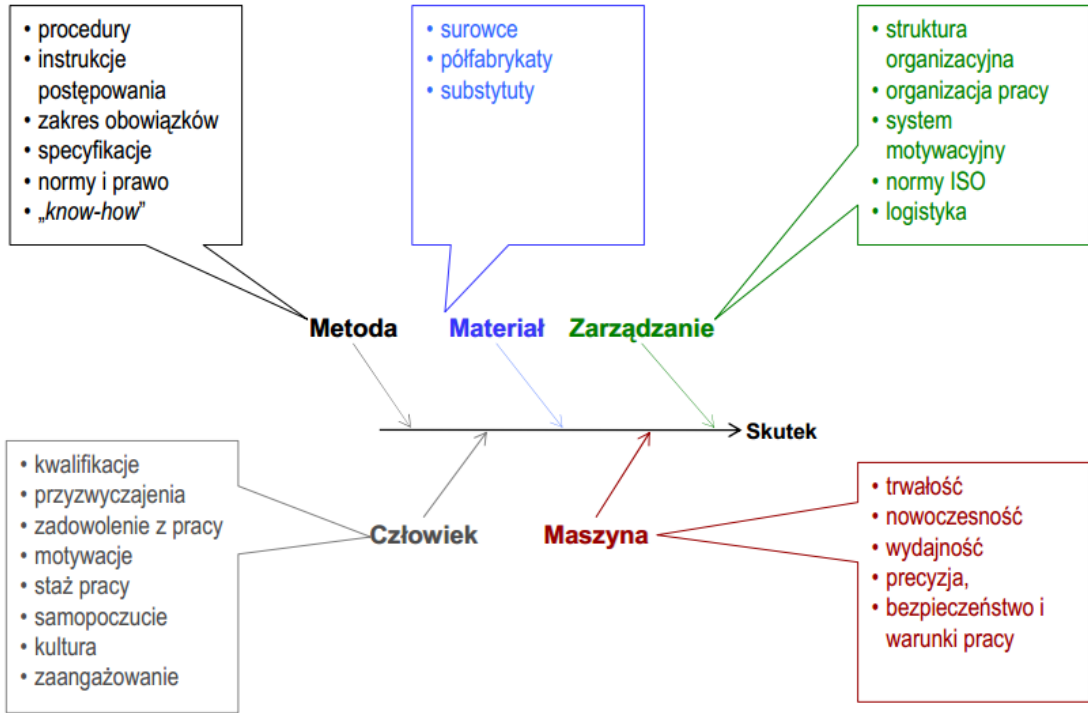 • procedury
• instrukcje
postępowania
• zakres obowiązków
• specyfikacje
• normy i prawo
• „know-how”
• surowce
• półfabrykaty
• substytuty
• struktura
organizacyjna
• organizacja pracy
• system
motywacyjny
• normy ISO
• logistyka
Metoda
Materiał
Zarządzanie
Skutek
• kwalifikacje
• przyzwyczajenia
• zadowolenie z pracy
• motywacje
• staż pracy
• samopoczucie
• kultura
• zaangażowanie
Człowiek
Maszyna
• trwałość
• nowoczesność
• wydajność
• precyzja,
• bezpieczeństwo i
warunki pracy